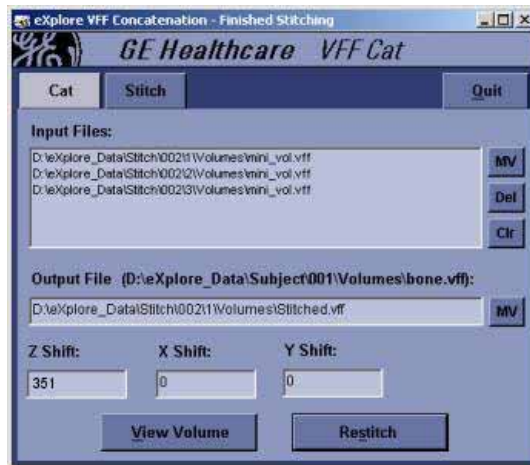 eXplore VFF Concatenation - Finished Stitching
GE Healthcare VFF Cat
Cat Stitch Quit
Input Files:
D:\eXplore_Data\Stitch\002\1\Volumes\mini_vol.vff MV
D:\eXplore_Data\Stitch\002\2\Volumes\mini_vol.vff
D:\eXplore_Data\Stitch\002\3\Volumes\mini_vol.vff
Del
Clr
Output File (D:\eXplore_Data\Subject\001\Volumes\bone.vff):
D:\eXplore_Data\Stitch\002\1\Volumes\Stitched.vff MV
Z Shift: X Shift: Y Shift:
351 0 0
View Volume Restitch